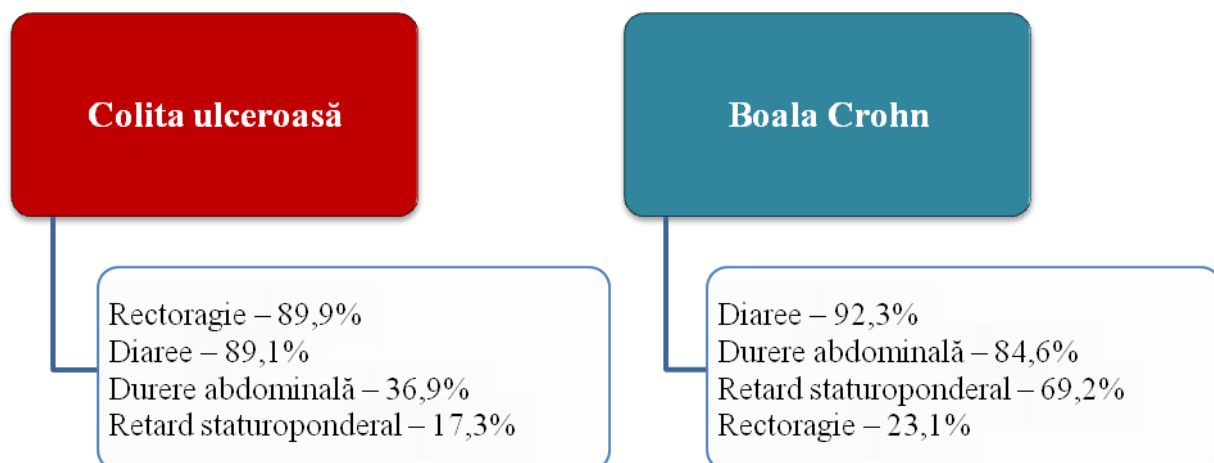 Colita ulceroasă
Rectoragie – 89,9%
Diaree – 89,1%
Durere abdominală – 36,9%
Retard staturoponderal – 17,3%
Boala Crohn
Diaree – 92,3%
Durere abdominală – 84,6%
Retard staturoponderal – 69,2%
Rectoragie – 23,1%